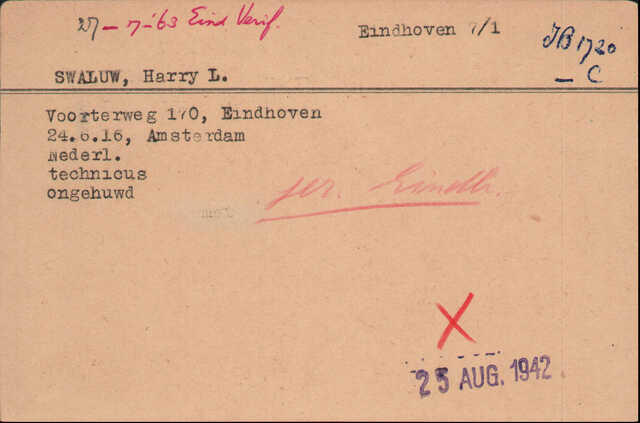 27-7-'63 Eind Verif.
Eindhoven 7/1
JB 1720
- C
SWALUW, Harry L.
Voorterweg 170, Eindhoven
24.6.16, Amsterdam
Nederl.
technicus
ongehuwd
ger. Eindh.
X
25 AUG. 1942